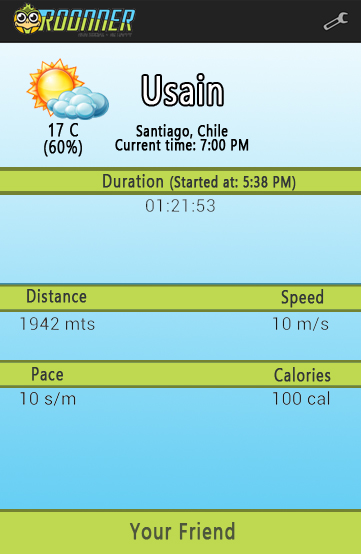 ROONNER
Usain
17 C
(60%)
Santiago, Chile
Current time: 7:00 PM
Duration (Started at: 5:38 PM)
01:21:53
Distance
Speed
1942 mts
10 m/s
Pace
Calories
10 s/m
100 cal
Your Friend